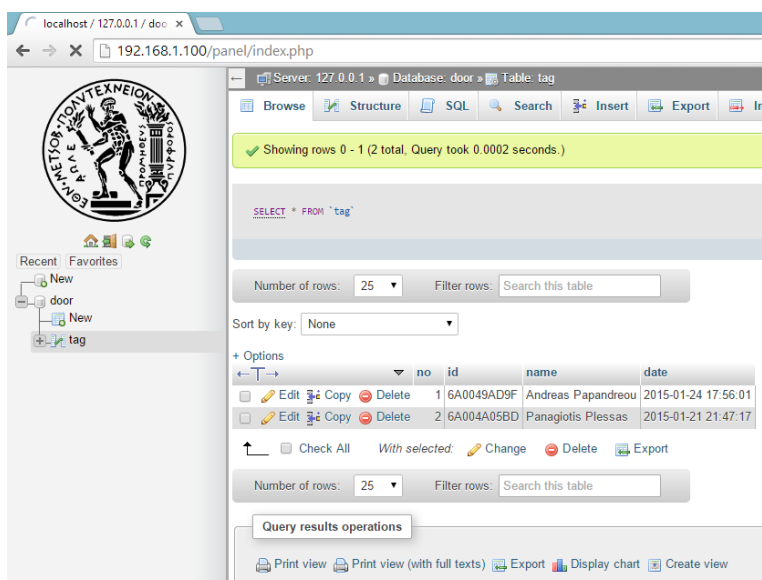 localhost / 127.0.0.1 / doo ×
192.168.1.100/panel/index.php
ΕΘΝ·ΜΕΤΣΟΒ·ΠΟΛΥΤΕΧΝΕΙΟΝ
ΠΡΟΜΗΘΕΥΣ
ΠΥΡΦΟΡΟΣ
Recent Favorites
New
door
New
tag
Server: 127.0.0.1 » Database: door » Table: tag
Browse Structure SQL Search Insert Export
Showing rows 0 - 1 (2 total, Query took 0.0002 seconds.)
SELECT * FROM `tag`
Number of rows: 25 Filter rows: Search this table
Sort by key: None
+ Options
←T→ no id name date
Edit Copy Delete 1 6A0049AD9F Andreas Papandreou 2015-01-24 17:56:01
Edit Copy Delete 2 6A004A05BD Panagiotis Plessas 2015-01-21 21:47:17
Check All With selected: Change Delete Export
Number of rows: 25 Filter rows: Search this table
Query results operations
Print view Print view (with full texts) Export Display chart Create view